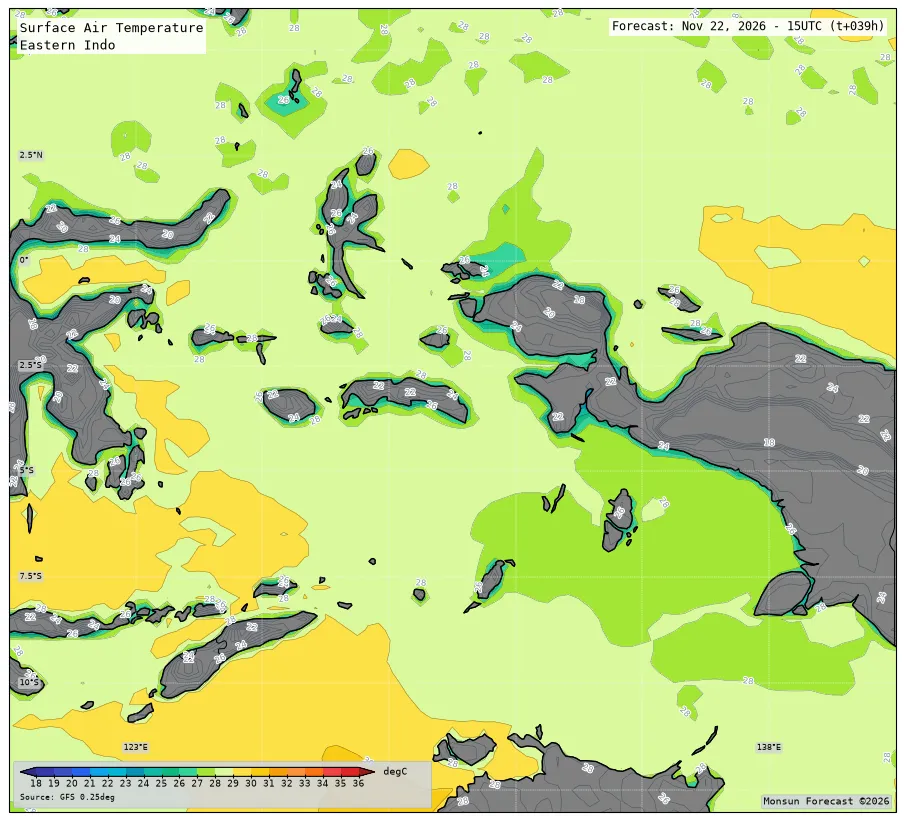 Surface Air Temperature
Eastern Indo
Forecast: Nov 22, 2026 - 15UTC (t+039h)
2.5°N
0°
2.5°S
5°S
7.5°S
10°S
123°E
138°E
degC
18 19 20 21 22 23 24 25 26 27 28 29 30 31 32 33 34 35 36
Source: GFS 0.25deg
Monsun Forecast ©2026